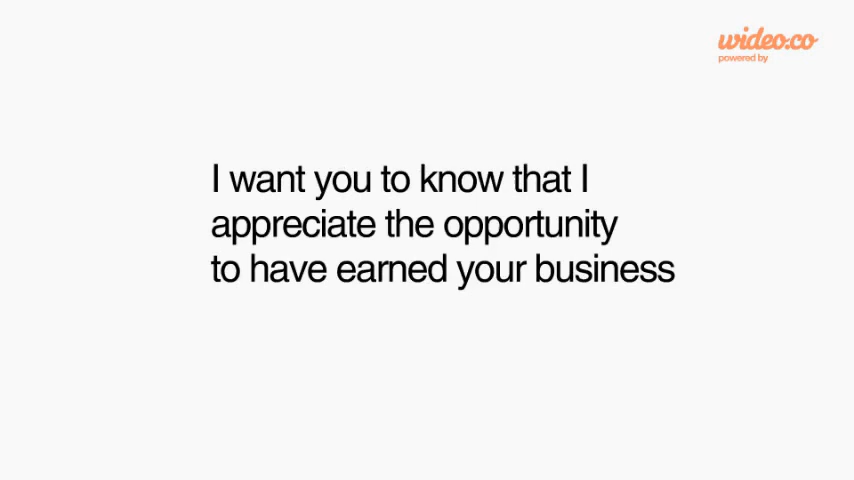 wideo.co
powered by
I want you to know that I
appreciate the opportunity
to have earned your business